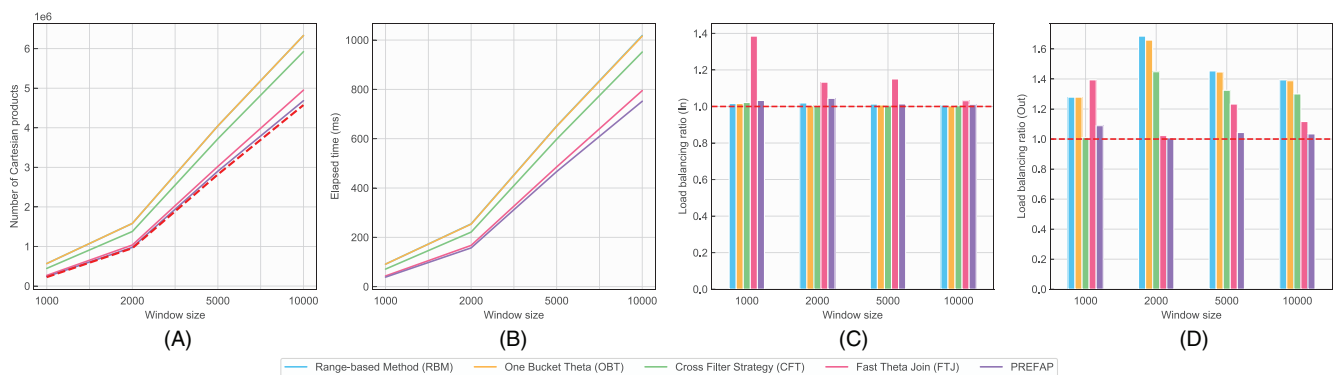 1e6
Number of Cartesian products
6
5
4
3
2
1
0
1000 2000 5000 10000
Window size
(A)
Elapsed time (ms)
1000
800
600
400
200
0
1000 2000 5000 10000
Window size
(B)
Load balancing ratio (In)
1.4
1.2
1.0
0.8
0.6
0.4
0.2
0.0
1000 2000 5000 10000
Window size
(C)
Load balancing ratio (Out)
1.6
1.4
1.2
1.0
0.8
0.6
0.4
0.2
0.0
1000 2000 5000 10000
Window size
(D)
Range-based Method (RBM) One Bucket Theta (OBT) Cross Filter Strategy (CFT) Fast Theta Join (FTJ) PREFAP